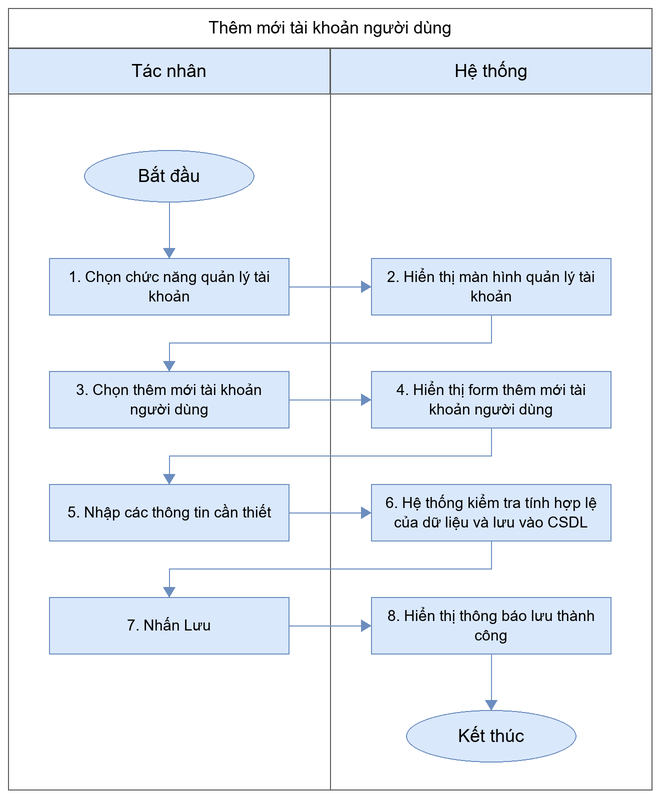 Thêm mới tài khoản người dùng
Tác nhân
Hệ thống
Bắt đầu
1. Chọn chức năng quản lý tài
khoản
2. Hiển thị màn hình quản lý tài
khoản
3. Chọn thêm mới tài khoản
người dùng
4. Hiển thị form thêm mới tài
khoản người dùng
5. Nhập các thông tin cần thiết
6. Hệ thống kiểm tra tính hợp lệ
của dữ liệu và lưu vào CSDL
7. Nhấn Lưu
8. Hiển thị thông báo lưu thành
công
Kết thúc